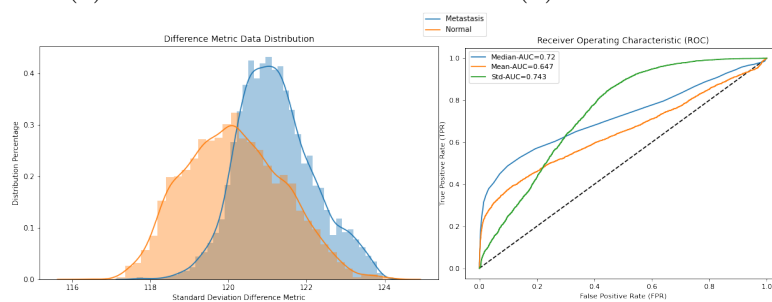 Metastasis
Normal
Difference Metric Data Distribution
Distribution Percentage
0.4
0.3
0.2
0.1
0.0
116
118
120
122
124
Standard Deviation Difference Metric
Receiver Operating Characteristic (ROC)
Median-AUC=0.72
Mean-AUC=0.647
Std-AUC=0.743
True Positive Rate (TPR)
1.0
0.8
0.6
0.4
0.2
0.0
0.0
0.2
0.4
0.6
0.8
1.0
False Positive Rate (FPR)